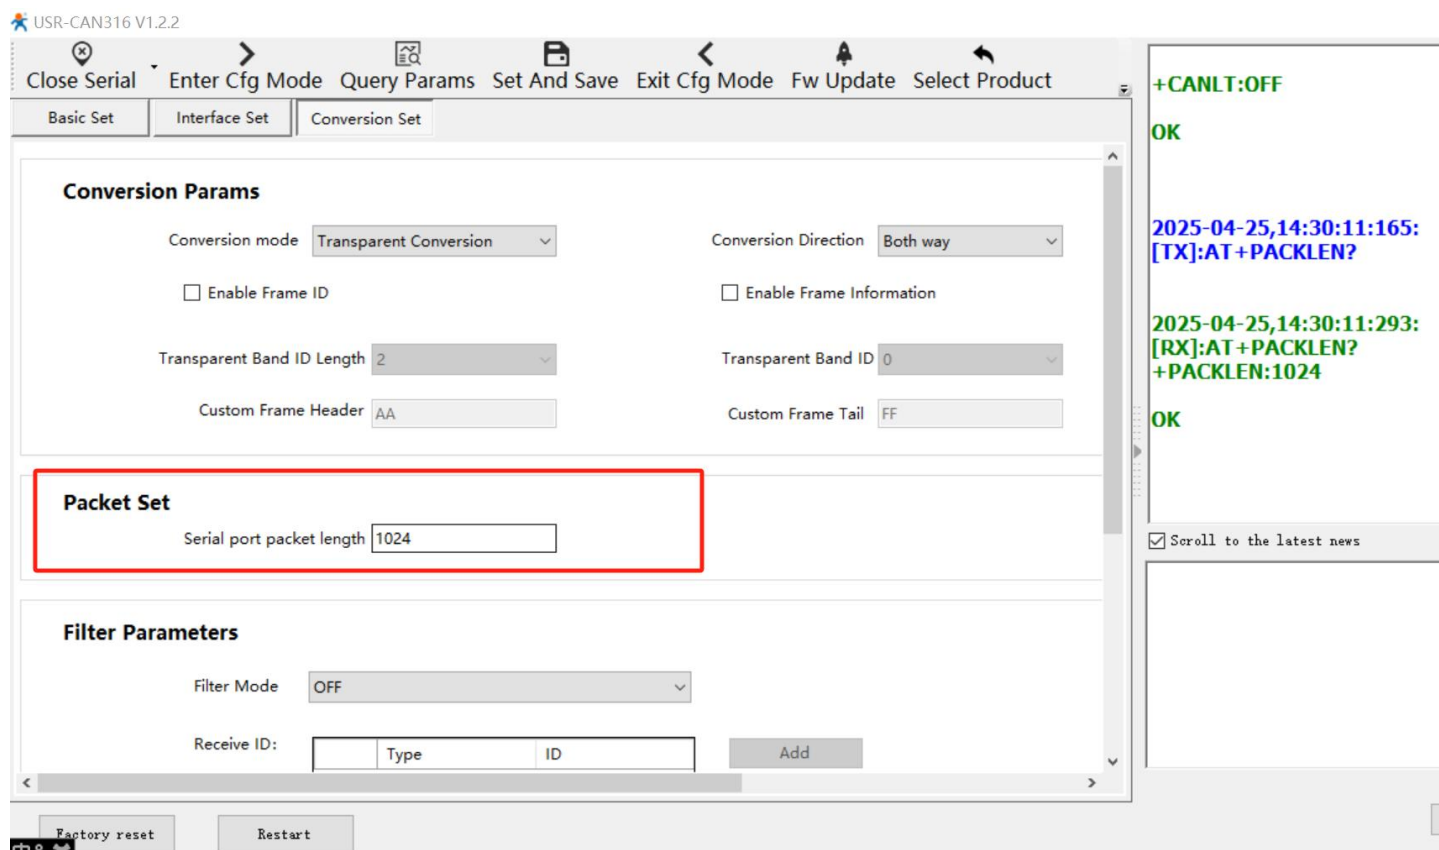 USR-CAN316 V1.2.2
Close Serial Enter Cfg Mode Query Params Set And Save Exit Cfg Mode Fw Update Select Product
Basic Set Interface Set Conversion Set
Conversion Params
Conversion mode Transparent Conversion Conversion Direction Both way
Enable Frame ID Enable Frame Information
Transparent Band ID Length 2 Transparent Band ID 0
Custom Frame Header AA Custom Frame Tail FF
Packet Set
Serial port packet length 1024
Filter Parameters
Filter Mode OFF
Receive ID: Type ID Add
Factory reset Restart
+CANLT:OFF
OK
2025-04-25,14:30:11:165:
[TX]:AT+PACKLEN?
2025-04-25,14:30:11:293:
[RX]:AT+PACKLEN?
+PACKLEN:1024
OK
Scroll to the latest news